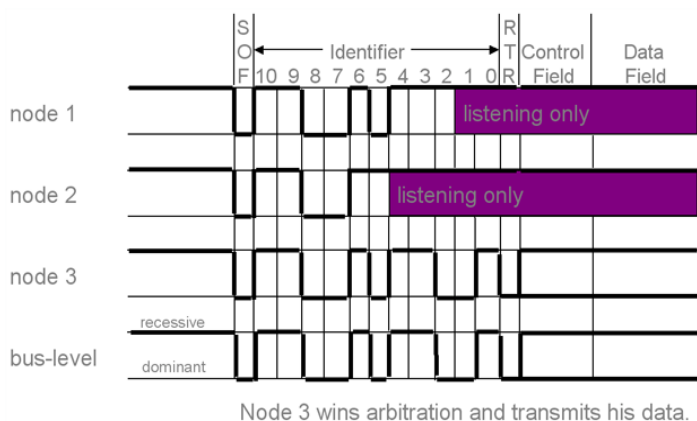 S
O
F
Identifier
10 9 8 7 6 5 4 3 2 1 0
R
T
R
Control
Field
Data
Field
node 1
listening only
node 2
listening only
node 3
recessive
bus-level
dominant
Node 3 wins arbitration and transmits his data.